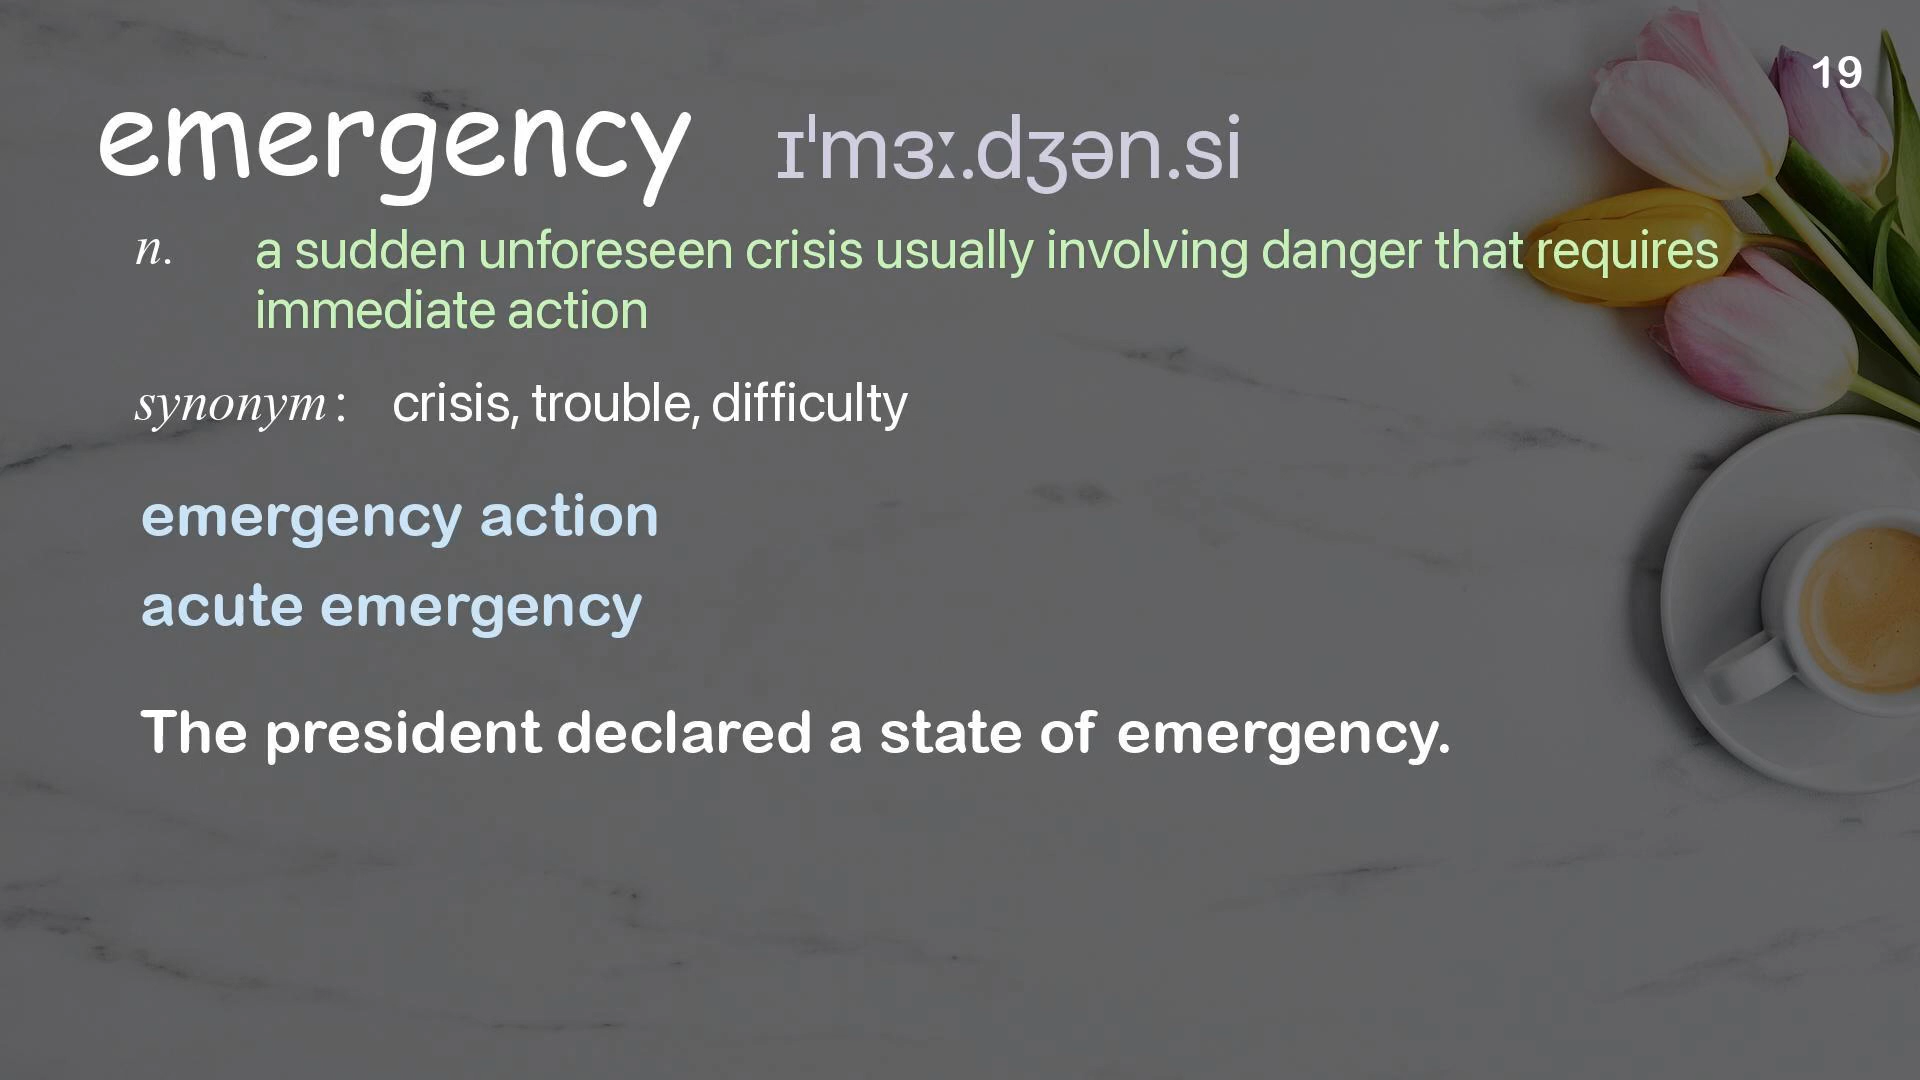 19
emergency ɪˈmɜː.dʒən.si
n. a sudden unforeseen crisis usually involving danger that requires
immediate action
synonym: crisis, trouble, difficulty
emergency action
acute emergency
The president declared a state of emergency.